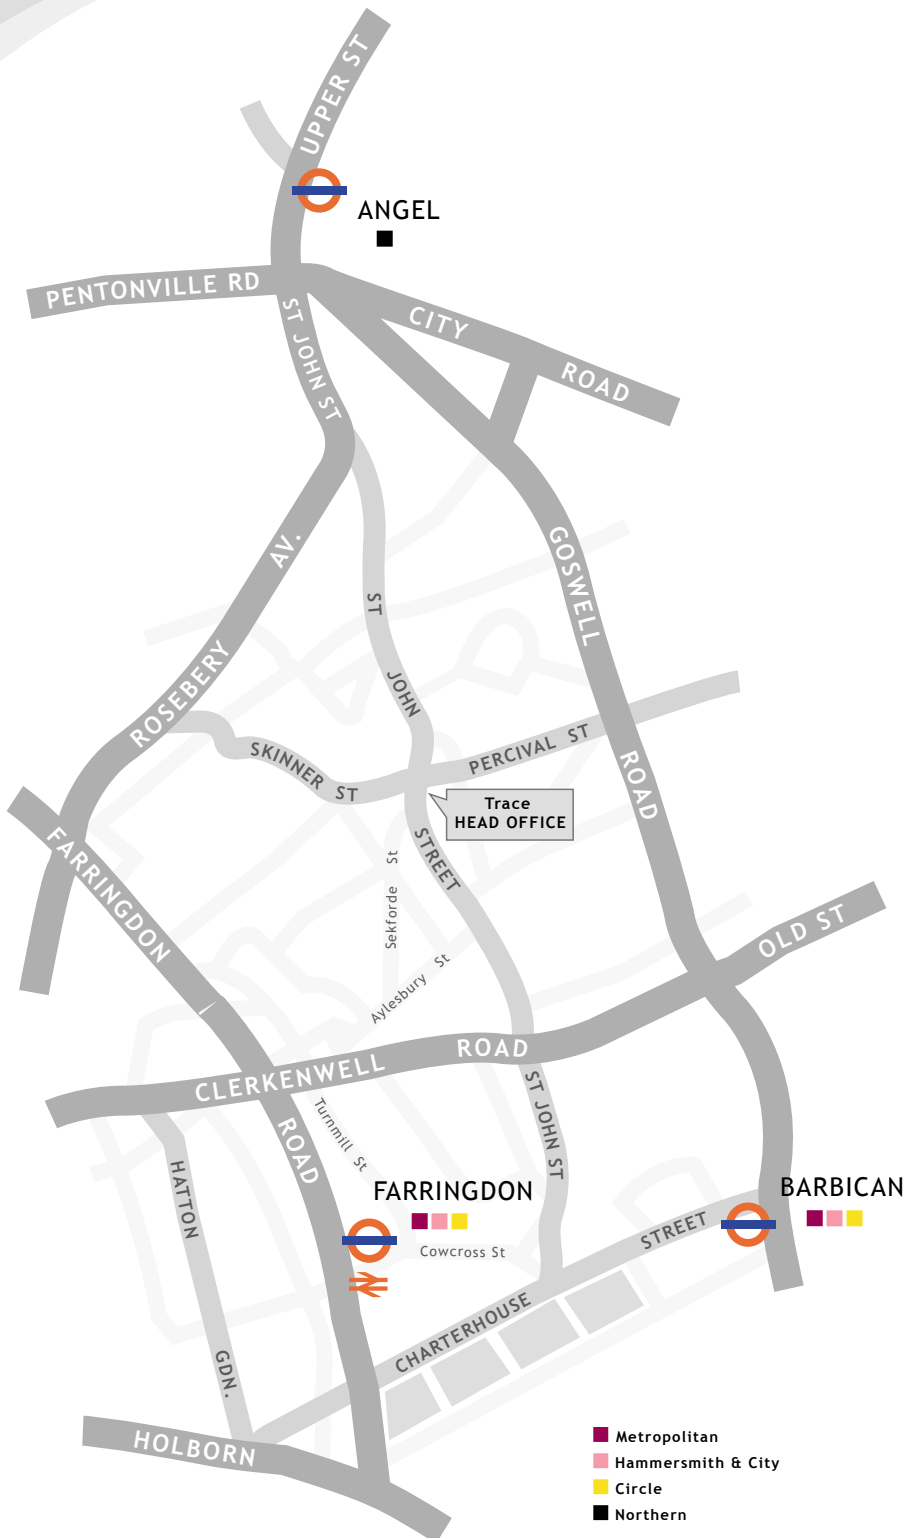 UPPER ST
ANGEL
PENTONVILLE RD
ST JOHN ST
CITY
ROAD
ROSEBERY
AV.
ST
JOHN
STREET
GOSWELL
ROAD
SKINNER ST
PERCIVAL ST
Trace
HEAD OFFICE
FARRINGDON
ROAD
Sekforde St
Aylesbury St
OLD ST
CLERKENWELL
ROAD
Turnmill St
ST JOHN ST
HATTON
GDN.
FARRINGDON
Cowcross St
BARBICAN
CHARTERHOUSE
STREET
HOLBORN
Metropolitan
Hammersmith & City
Circle
Northern